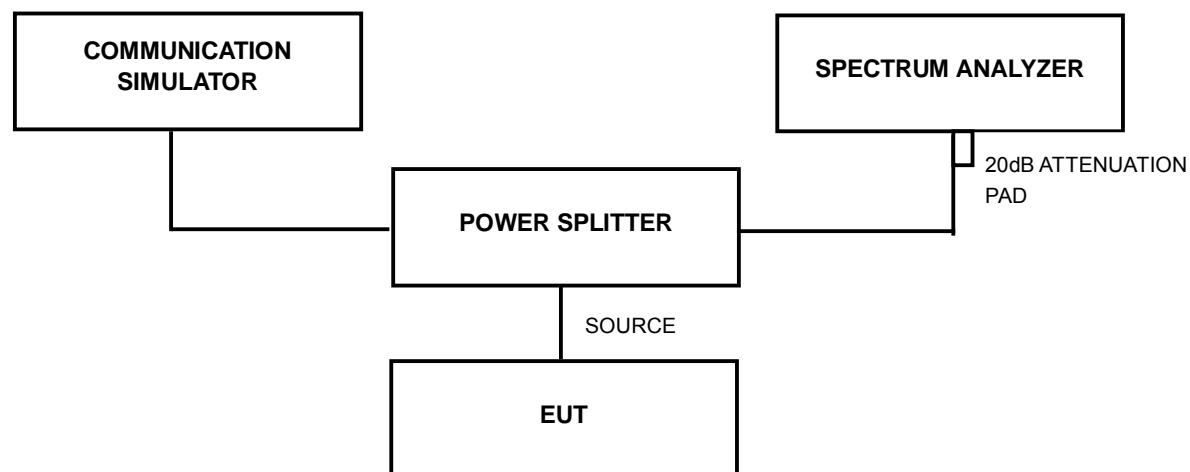 COMMUNICATION
SIMULATOR
SPECTRUM ANALYZER
20dB ATTENUATION
PAD
POWER SPLITTER
SOURCE
EUT